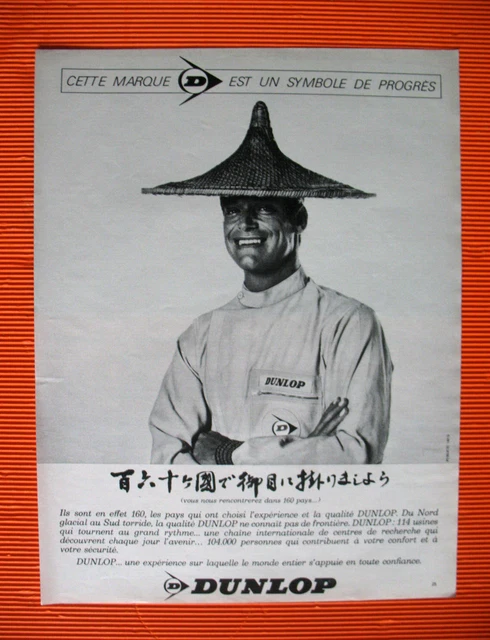 CETTE MARQUE D EST UN SYMBOLE DE PROGRÈS
DUNLOP
D
百六十ヶ國で御目に掛りましよう
(vous nous rencontrerez dans 160 pays...)
Ils sont en effet 160, les pays qui ont choisi l'expérience et la qualité DUNLOP. Du Nord
glacial au Sud torride, la qualité DUNLOP ne connait pas de frontière. DUNLOP : 114 usines
qui tournent au grand rythme... une chaîne internationale de centres de recherche qui
découvrent chaque jour l'avenir... 104.000 personnes qui contribuent à votre confort et à
votre sécurité.
DUNLOP... une expérience sur laquelle le monde entier s'appuie en toute confiance.
D DUNLOP